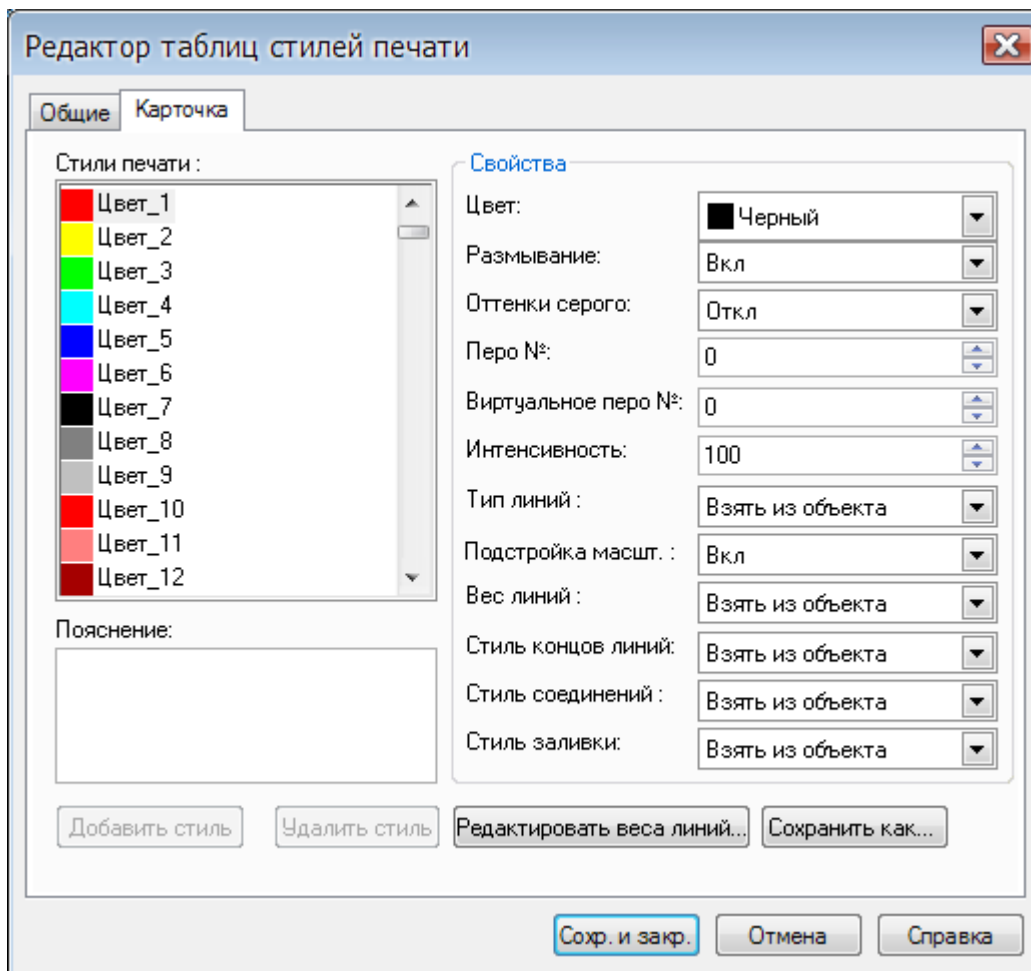 Редактор таблиц стилей печати
Общие
Карточка
Стили печати :
Цвет_1
Цвет_2
Цвет_3
Цвет_4
Цвет_5
Цвет_6
Цвет_7
Цвет_8
Цвет_9
Цвет_10
Цвет_11
Цвет_12
Пояснение:
Свойства
Цвет: Черный
Размывание: Вкл
Оттенки серого: Откл
Перо №: 0
Виртуальное перо №: 0
Интенсивность: 100
Тип линий : Взять из объекта
Подстройка масшт. : Вкл
Вес линий : Взять из объекта
Стиль концов линий: Взять из объекта
Стиль соединений : Взять из объекта
Стиль заливки: Взять из объекта
Добавить стиль
Удалить стиль
Редактировать веса линий...
Сохранить как...
Сохр. и закр.
Отмена
Справка